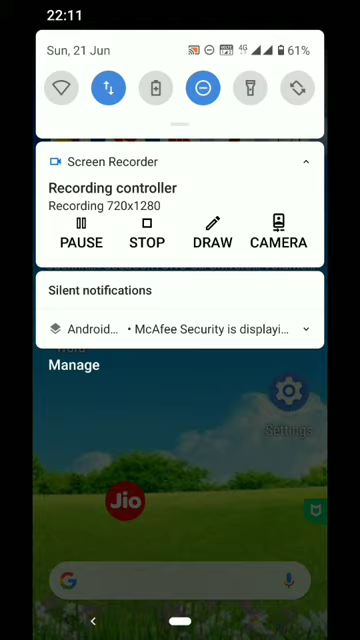 22:11
Sun, 21 Jun
4G
61%
Screen Recorder
Recording controller
Recording 720x1280
PAUSE STOP DRAW CAMERA
Silent notifications
Android... • McAfee Security is displayi...
Manage
Settings
Jio
G